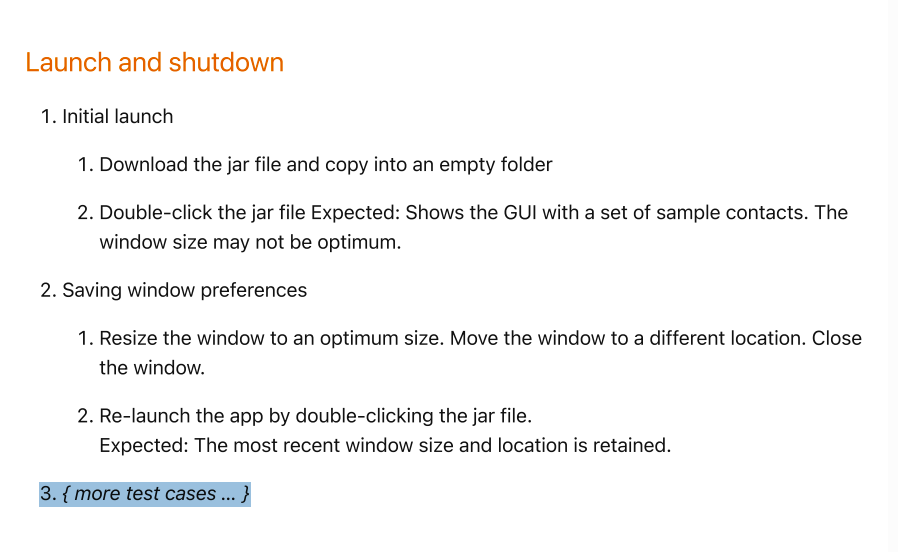 Launch and shutdown
1. Initial launch
1. Download the jar file and copy into an empty folder
2. Double-click the jar file Expected: Shows the GUI with a set of sample contacts. The
window size may not be optimum.
2. Saving window preferences
1. Resize the window to an optimum size. Move the window to a different location. Close
the window.
2. Re-launch the app by double-clicking the jar file.
Expected: The most recent window size and location is retained.
3. { more test cases … }